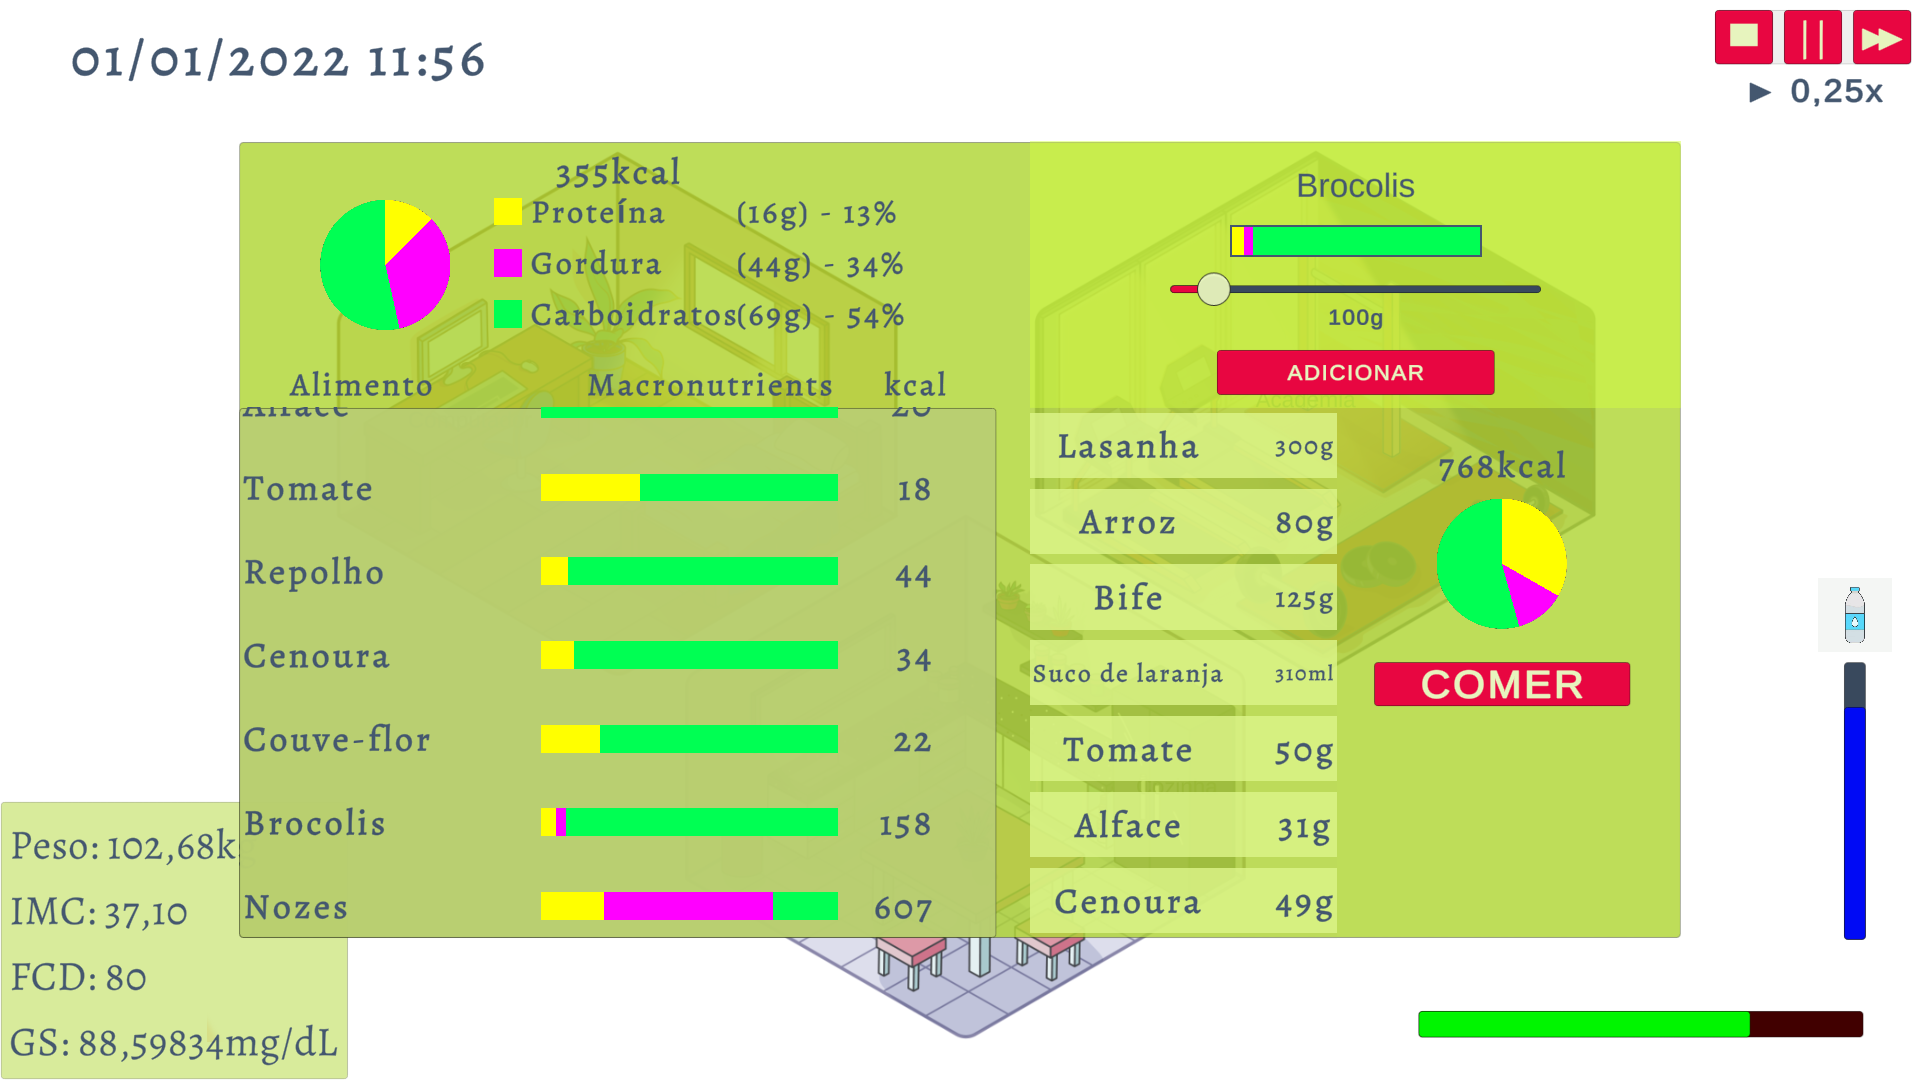 01/01/2022 11:56
0,25x
355kcal
Proteína (16g) - 13%
Gordura (44g) - 34%
Carboidratos(69g) - 54%
Alimento Macronutrients kcal
Alface 20
Tomate 18
Repolho 44
Cenoura 34
Couve-flor 22
Brocolis 158
Nozes 607
Brocolis
100g
ADICIONAR
Academia
Lasanha 300g
Arroz 80g
Bife 125g
Suco de laranja 310ml
Tomate 50g
Alface 31g
Cenoura 49g
768kcal
COMER
Peso: 102,68k
IMC: 37,10
FCD: 80
GS: 88,59834mg/dL